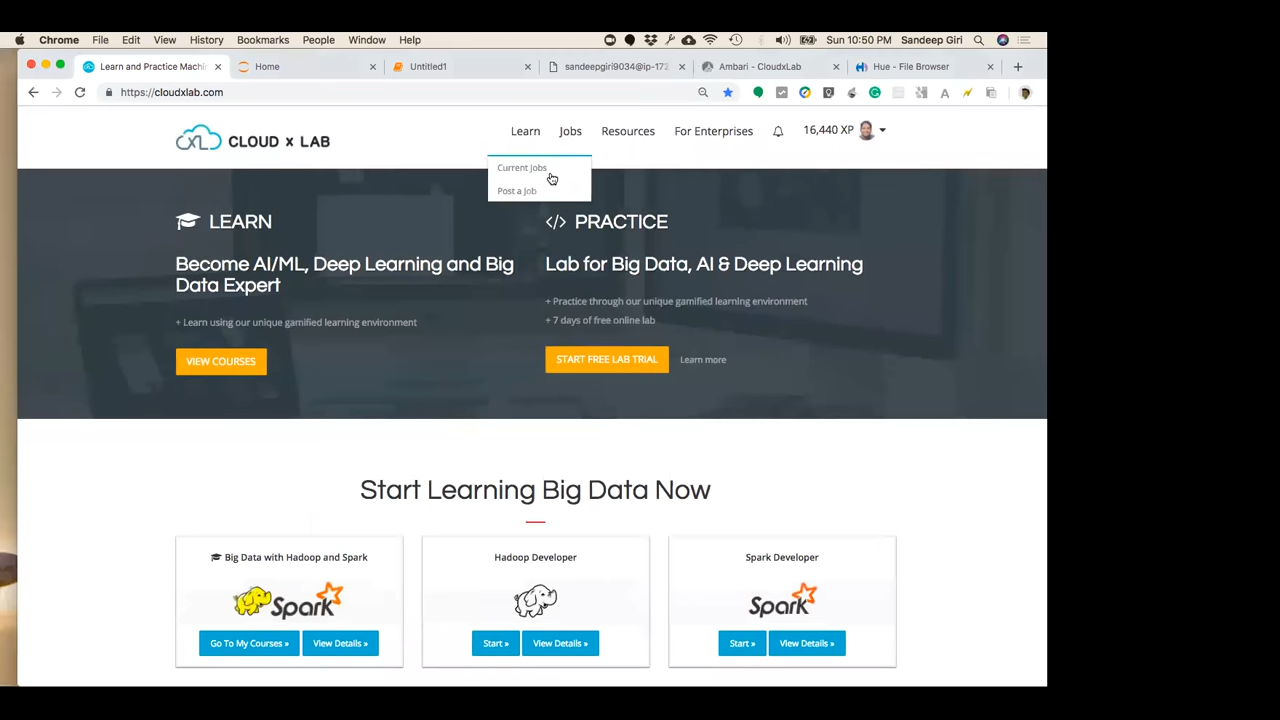 Chrome File Edit View History Bookmarks People Window Help Sun 10:50 PM Sandeep Giri
Learn and Practice Machin Home Untitled1 sandeepgiri9034@ip-172 Ambari - CloudxLab Hue - File Browser
https://cloudxlab.com
CLOUD x LAB Learn Jobs Resources For Enterprises 16,440 XP
Current Jobs
Post a Job
LEARN
Become AI/ML, Deep Learning and Big
Data Expert
+ Learn using our unique gamified learning environment
VIEW COURSES
PRACTICE
Lab for Big Data, AI & Deep Learning
+ Practice through our unique gamified learning environment
+ 7 days of free online lab
START FREE LAB TRIAL Learn more
Start Learning Big Data Now
Big Data with Hadoop and Spark
Spark
Go To My Courses » View Details »
Hadoop Developer
Start » View Details »
Spark Developer
Spark
Start » View Details »